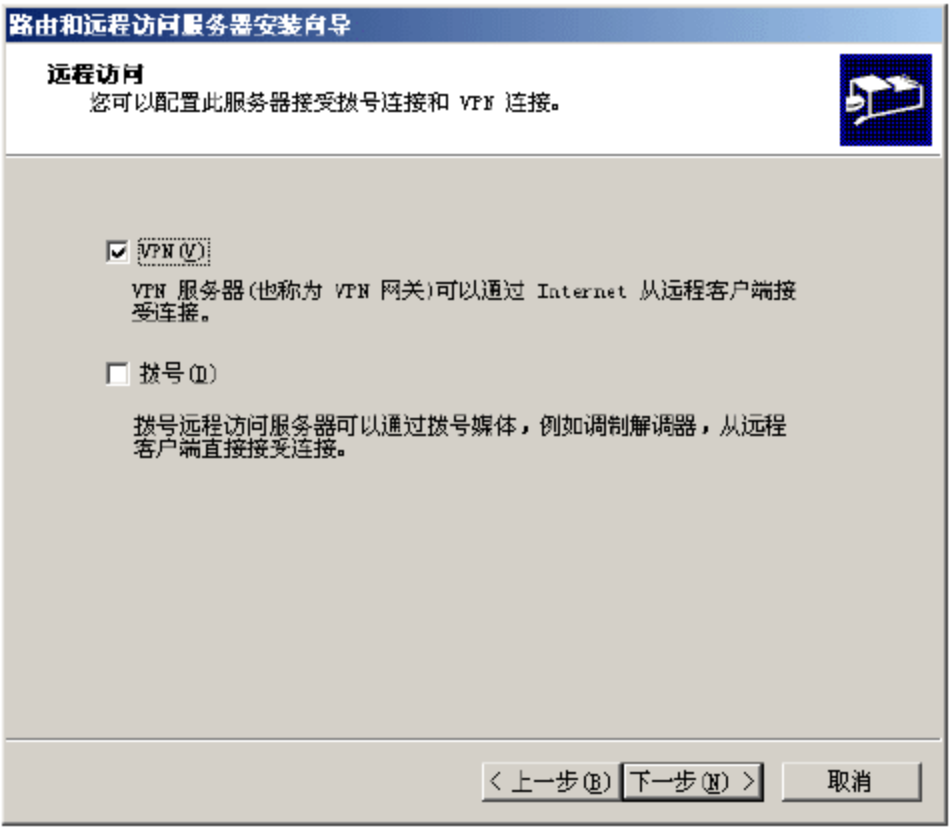 路由和远程访问服务器安装向导
远程访问
您可以配置此服务器接受拨号连接和 VPN 连接。
VPN(V)
VPN 服务器(也称为 VPN 网关)可以通过 Internet 从远程客户端接
受连接。
拨号(D)
拨号远程访问服务器可以通过拨号媒体，例如调制解调器，从远程
客户端直接接受连接。
< 上一步(B) 下一步(N) > 取消